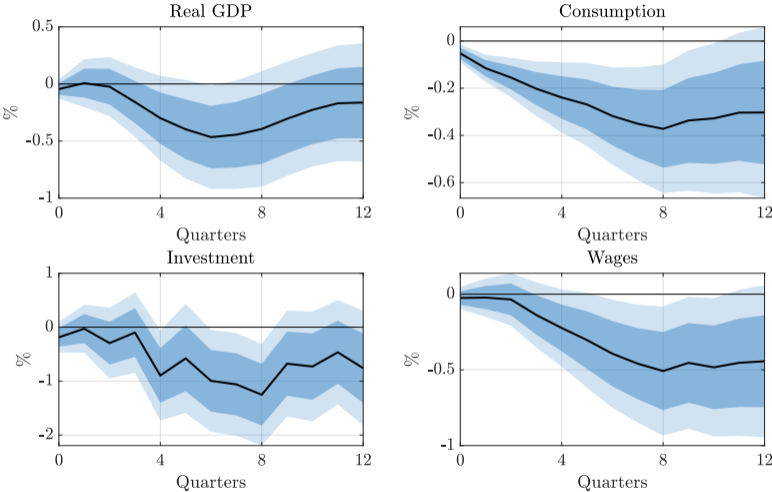 Real GDP
0.5
0
-0.5
-1
%
0 4 8 12
Quarters
Consumption
0
-0.2
-0.4
-0.6
%
0 4 8 12
Quarters
Investment
1
0
-1
-2
%
0 4 8 12
Quarters
Wages
0
-0.5
-1
%
0 4 8 12
Quarters